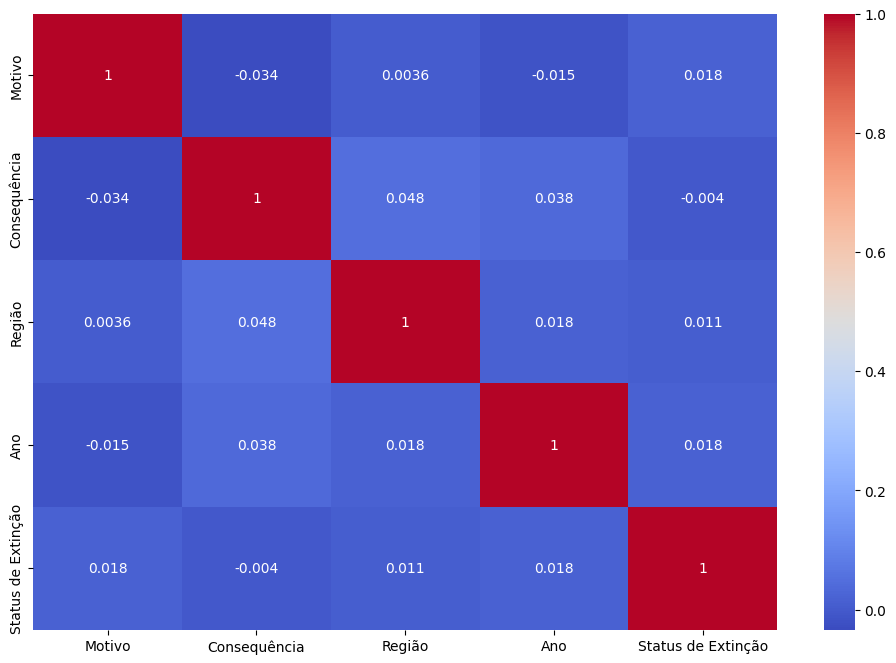 Motivo 1 -0.034 0.0036 -0.015 0.018
Consequência -0.034 1 0.048 0.038 -0.004
Região 0.0036 0.048 1 0.018 0.011
Ano -0.015 0.038 0.018 1 0.018
Status de Extinção 0.018 -0.004 0.011 0.018 1
Motivo Consequência Região Ano Status de Extinção
1.0
0.8
0.6
0.4
0.2
0.0